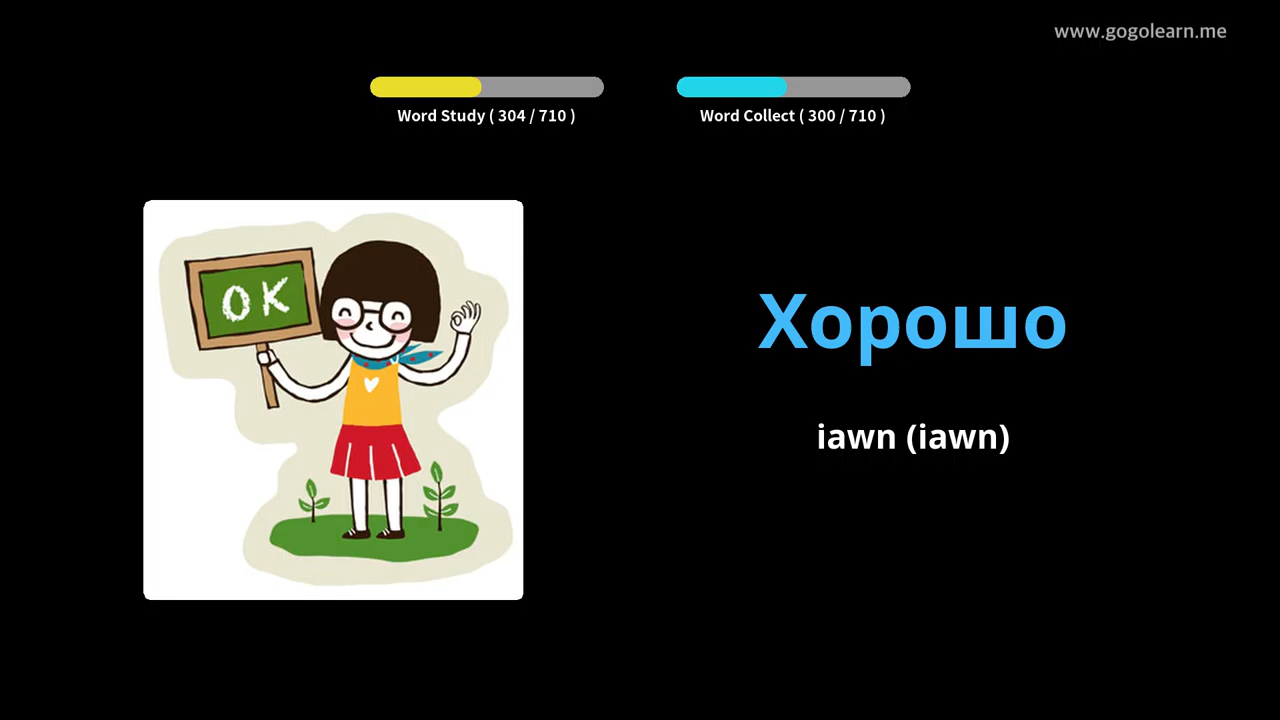 www.gogolearn.me
Word Study ( 304 / 710 )
Word Collect ( 300 / 710 )
OK
Хорошо
iawn (iawn)